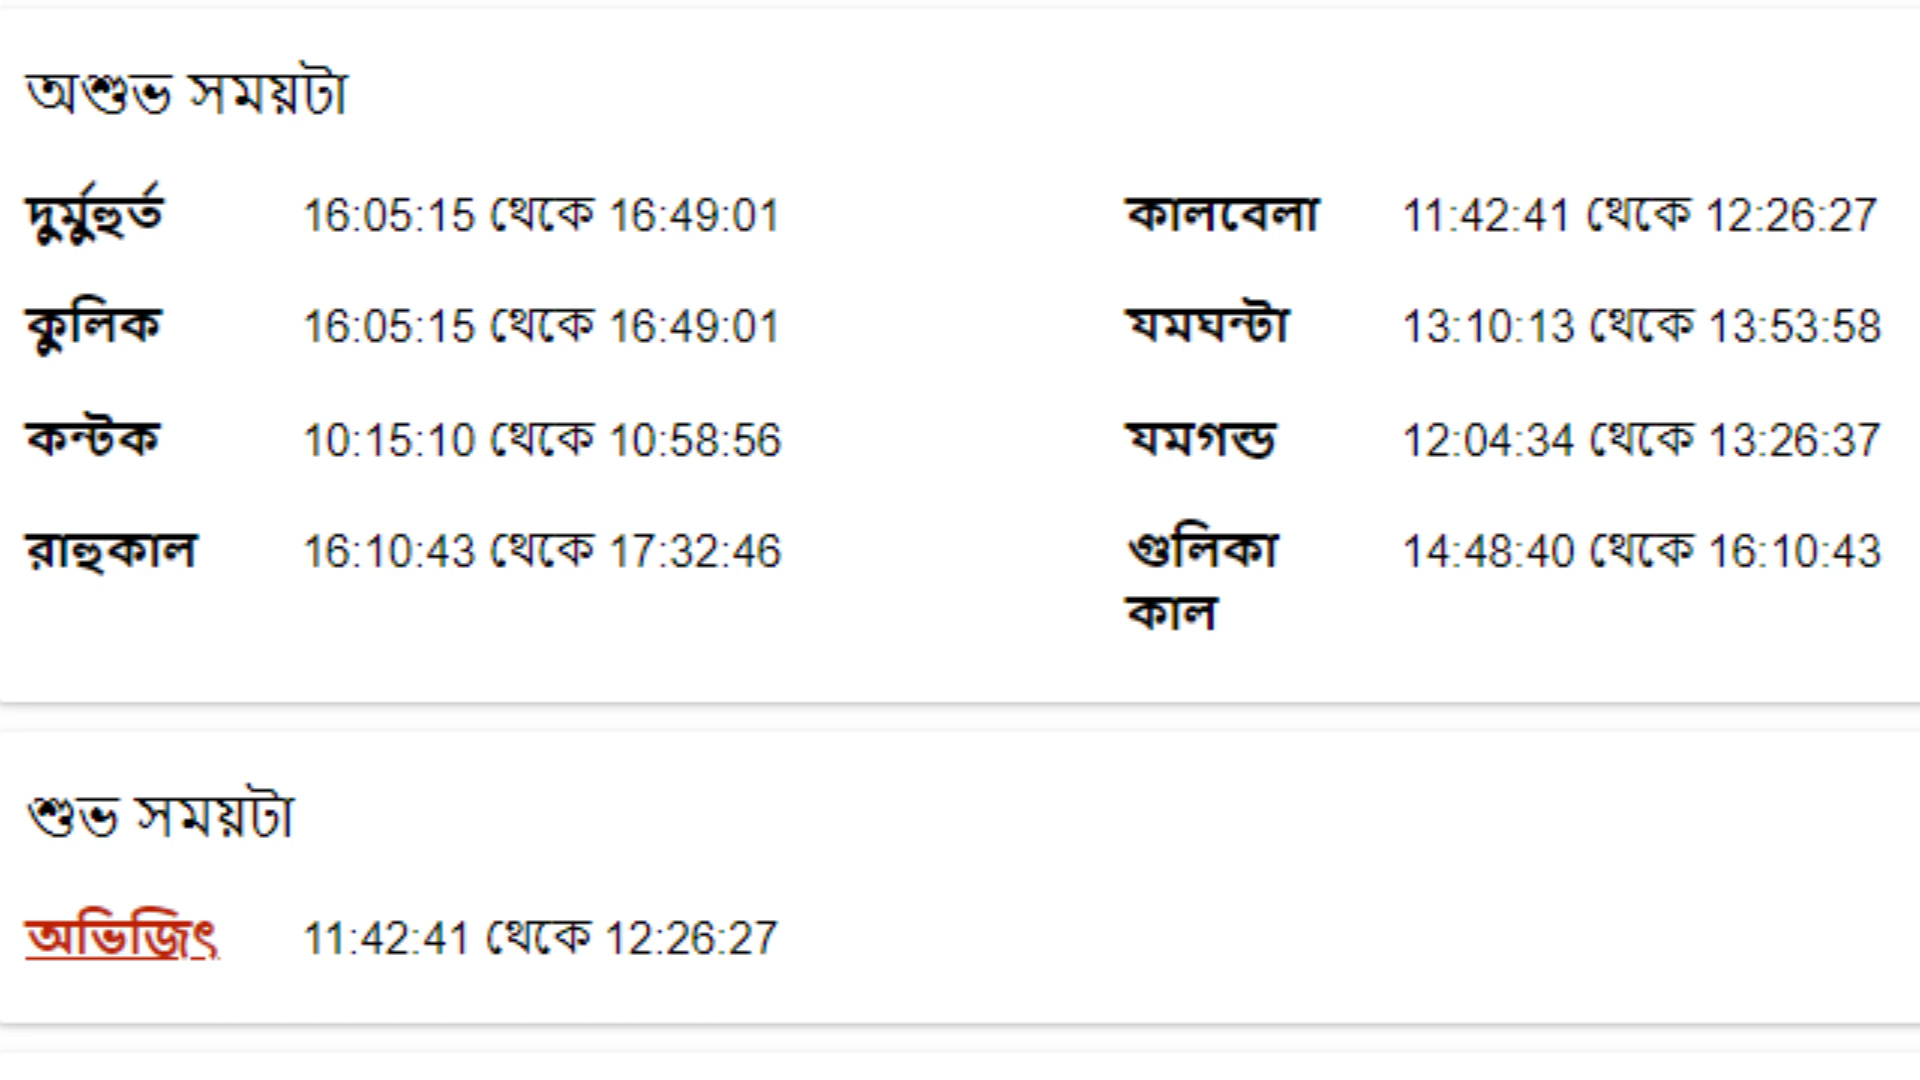 অশুভ সময়টা
দুর্মুহুর্ত 16:05:15 থেকে 16:49:01 কালবেলা 11:42:41 থেকে 12:26:27
কুলিক 16:05:15 থেকে 16:49:01 যমঘন্টা 13:10:13 থেকে 13:53:58
কন্টক 10:15:10 থেকে 10:58:56 যমগন্ড 12:04:34 থেকে 13:26:37
রাহুকাল 16:10:43 থেকে 17:32:46 গুলিকা 14:48:40 থেকে 16:10:43
কাল
শুভ সময়টা
অভিজিৎ 11:42:41 থেকে 12:26:27